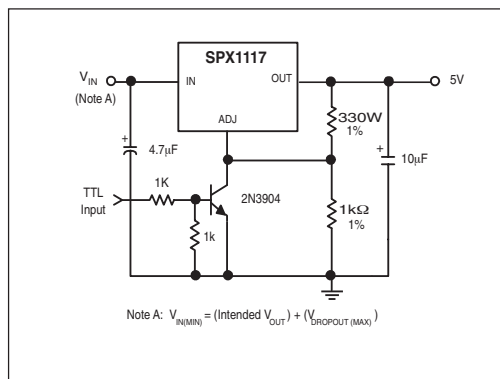 SPX1117
V_IN
IN
OUT
5V
(Note A)
ADJ
330W
1%
4.7µF
10µF
1K
2N3904
TTL
Input
1kΩ
1%
1k
Note A: V_IN(MIN) = (Intended V_OUT) + (V_DROPOUT (MAX))